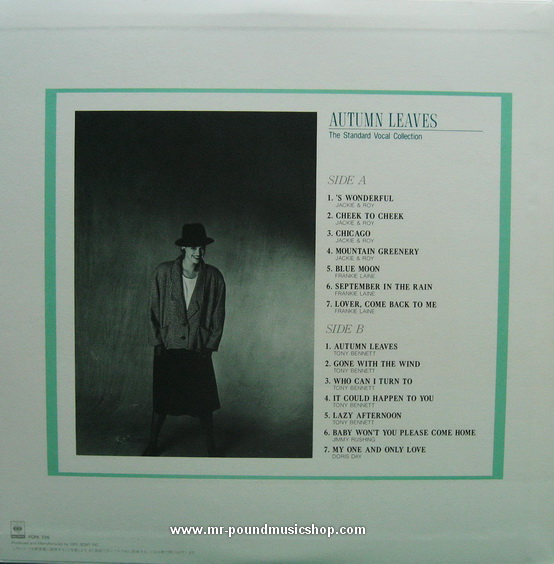 AUTUMN LEAVES
The Standard Vocal Collection
SIDE A
1. 'S WONDERFUL
JACKIE & ROY
2. CHEEK TO CHEEK
JACKIE & ROY
3. CHICAGO
JACKIE & ROY
4. MOUNTAIN GREENERY
JACKIE & ROY
5. BLUE MOON
FRANKIE LAINE
6. SEPTEMBER IN THE RAIN
FRANKIE LAINE
7. LOVER, COME BACK TO ME
FRANKIE LAINE
SIDE B
1. AUTUMN LEAVES
TONY BENNETT
2. GONE WITH THE WIND
TONY BENNETT
3. WHO CAN I TURN TO
TONY BENNETT
4. IT COULD HAPPEN TO YOU
TONY BENNETT
5. LAZY AFTERNOON
TONY BENNETT
6. BABY WON'T YOU PLEASE COME HOME
JIMMY RUSHING
7. MY ONE AND ONLY LOVE
DORIS DAY
www.mr-poundmusicshop.com